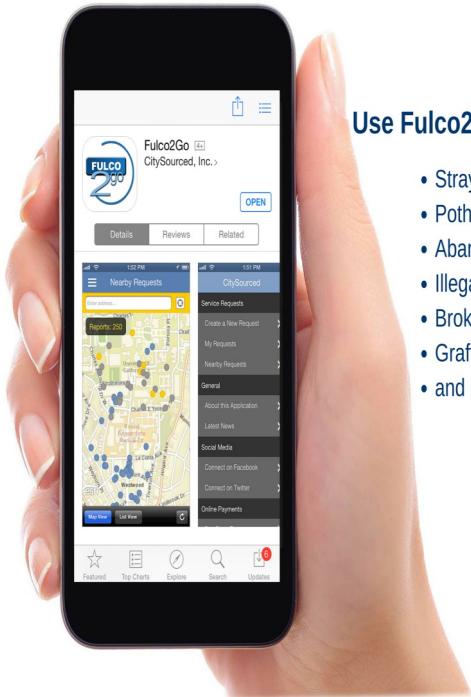 Fulco2Go 4+
CitySourced, Inc. >
FULCO
2go
OPEN
Details Reviews Related
1:52 PM
Nearby Requests
Enter address...
Reports: 250
Westwood
Map View List View
1:51 PM
CitySourced
Service Requests
Create a New Request
My Requests
Nearby Requests
General
About this Application
Latest News
Social Media
Connect on Facebook
Connect on Twitter
Online Payments
Featured Top Charts Explore Search Updates
6
Use Fulco2
• Stray
• Poth
• Aban
• Illega
• Brok
• Graf
• and